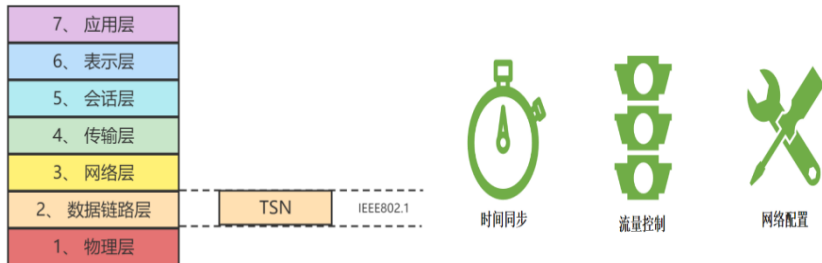 7、 应用层
6、 表示层
5、 会话层
4、 传输层
3、 网络层
2、 数据链路层
TSN
IEEE802.1
1、 物理层
时间同步
流量控制
网络配置